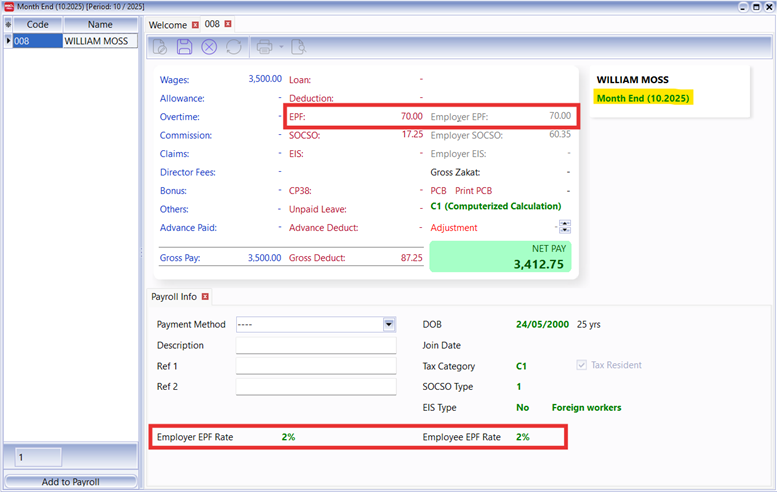 Month End (10.2025) [Period: 10 / 2025]
Code Name
008 WILLIAM MOSS
1
Add to Payroll
Welcome 008
Wages: 3,500.00 Loan: -
Allowance: - Deduction: -
Overtime: - EPF: 70.00 Employer EPF: 70.00
Commission: - SOCSO: 17.25 Employer SOCSO: 60.35
Claims: - EIS: - Employer EIS: -
Director Fees: - Gross Zakat: -
Bonus: - CP38: - PCB Print PCB -
Others: - Unpaid Leave: - C1 (Computerized Calculation)
Advance Paid: - Advance Deduct: - Adjustment -
Gross Pay: 3,500.00 Gross Deduct: 87.25
NET PAY
3,412.75
WILLIAM MOSS
Month End (10.2025)
Payroll Info
Payment Method ---- DOB 24/05/2000 25 yrs
Description Join Date
Ref 1 Tax Category C1 Tax Resident
Ref 2 SOCSO Type 1
EIS Type No Foreign workers
Employer EPF Rate 2% Employee EPF Rate 2%